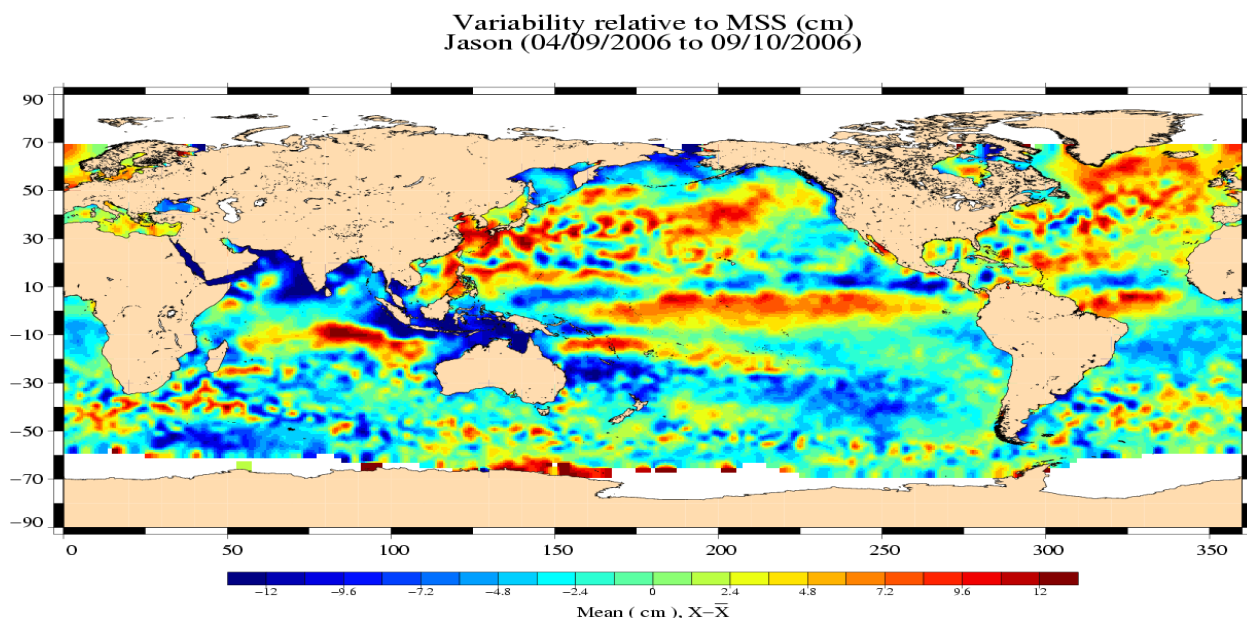 Variability relative to MSS (cm)
Jason (04/09/2006 to 09/10/2006)
90
70
50
30
10
−10
−30
−50
−70
−90
0 50 100 150 200 250 300 350
−12 −9.6 −7.2 −4.8 −2.4 0 2.4 4.8 7.2 9.6 12
Mean ( cm ), X−X̅